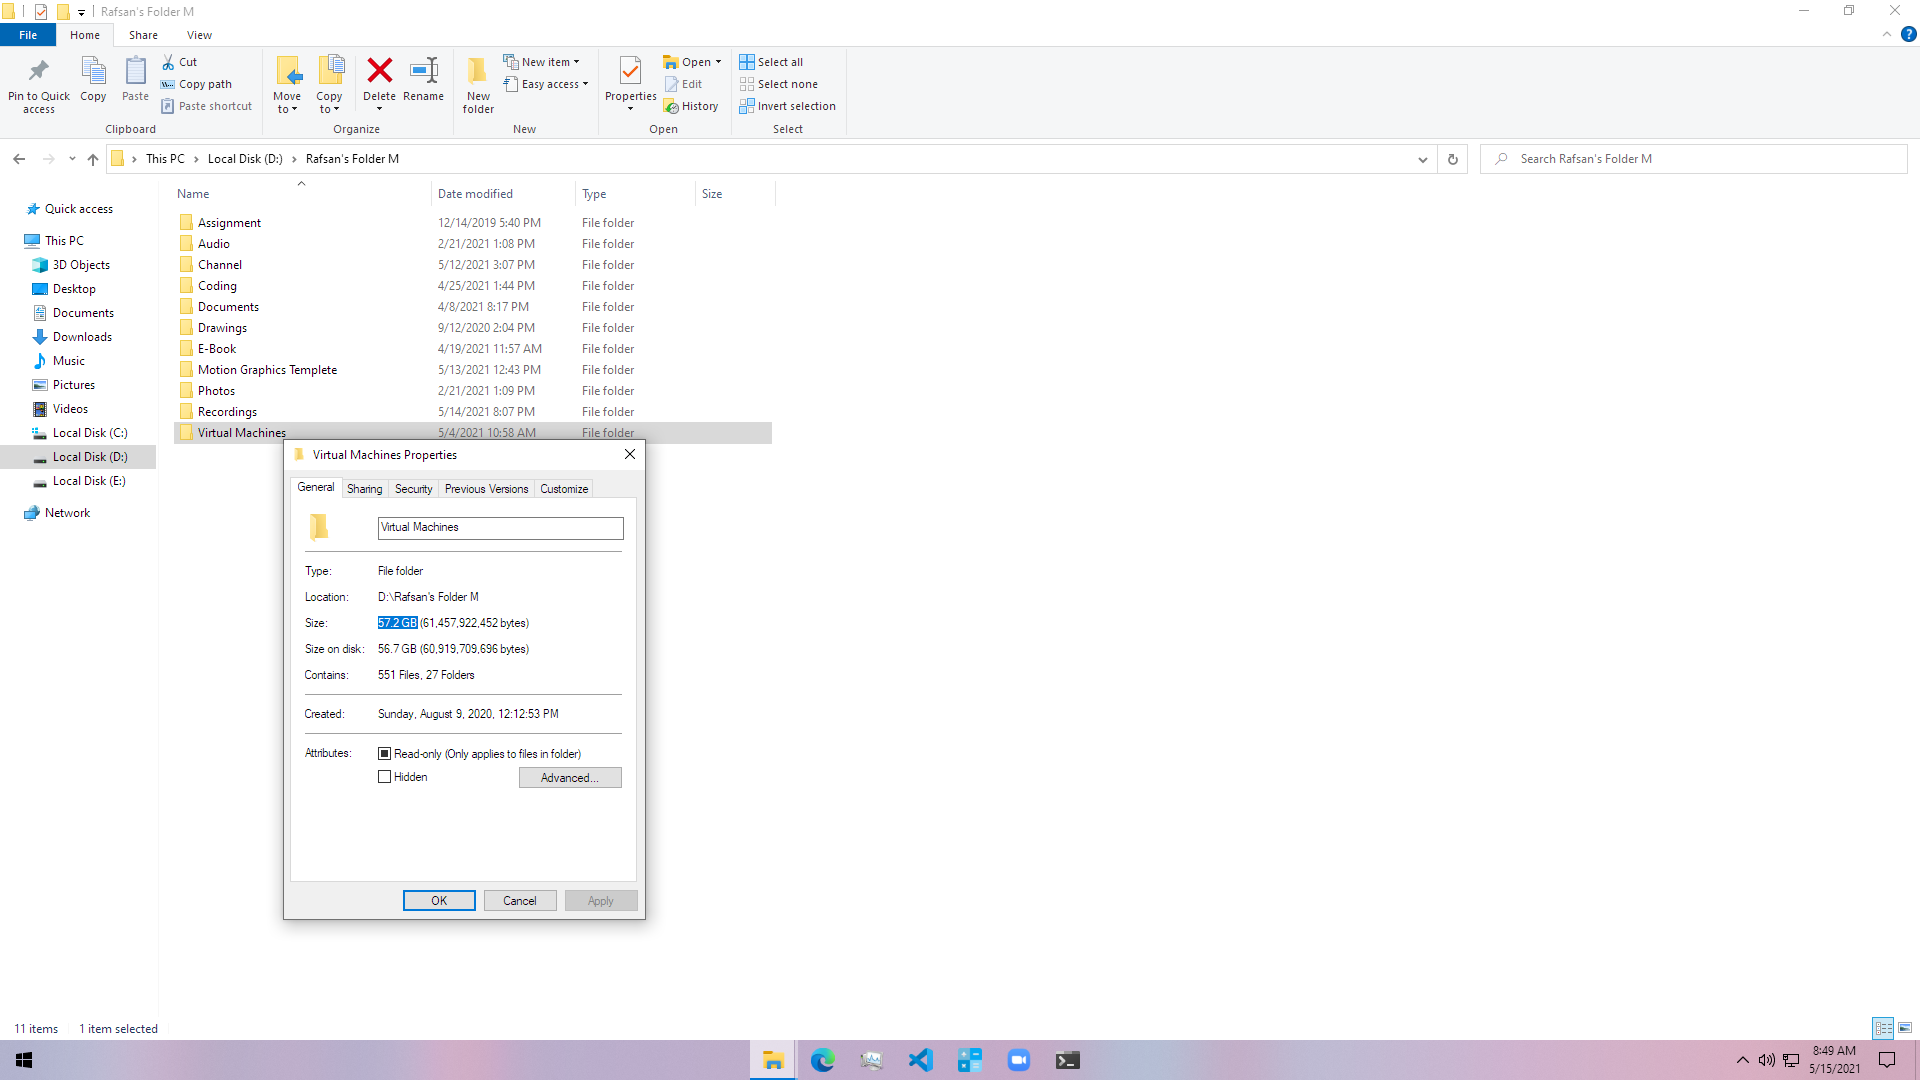 Rafsan's Folder M
File Home Share View
Pin to Quick access
Copy
Paste
Cut
Copy path
Paste shortcut
Clipboard
Move to
Copy to
Delete
Rename
Organize
New folder
New item
Easy access
New
Properties
Open
Edit
History
Open
Select all
Select none
Invert selection
Select
This PC Local Disk (D:) Rafsan's Folder M
Search Rafsan's Folder M
Quick access
This PC
3D Objects
Desktop
Documents
Downloads
Music
Pictures
Videos
Local Disk (C:)
Local Disk (D:)
Local Disk (E:)
Network
Name Date modified Type Size
Assignment 12/14/2019 5:40 PM File folder
Audio 2/21/2021 1:08 PM File folder
Channel 5/12/2021 3:07 PM File folder
Coding 4/25/2021 1:44 PM File folder
Documents 4/8/2021 8:17 PM File folder
Drawings 9/12/2020 2:04 PM File folder
E-Book 4/19/2021 11:57 AM File folder
Motion Graphics Templete 5/13/2021 12:43 PM File folder
Photos 2/21/2021 1:09 PM File folder
Recordings 5/14/2021 8:07 PM File folder
Virtual Machines 5/4/2021 10:58 AM File folder
Virtual Machines Properties
General Sharing Security Previous Versions Customize
Virtual Machines
Type: File folder
Location: D:\Rafsan's Folder M
Size: 57.2 GB (61,457,922,452 bytes)
Size on disk: 56.7 GB (60,919,709,696 bytes)
Contains: 551 Files, 27 Folders
Created: Sunday, August 9, 2020, 12:12:53 PM
Attributes: Read-only (Only applies to files in folder)
Hidden Advanced...
OK Cancel Apply
11 items 1 item selected
8:49 AM
5/15/2021